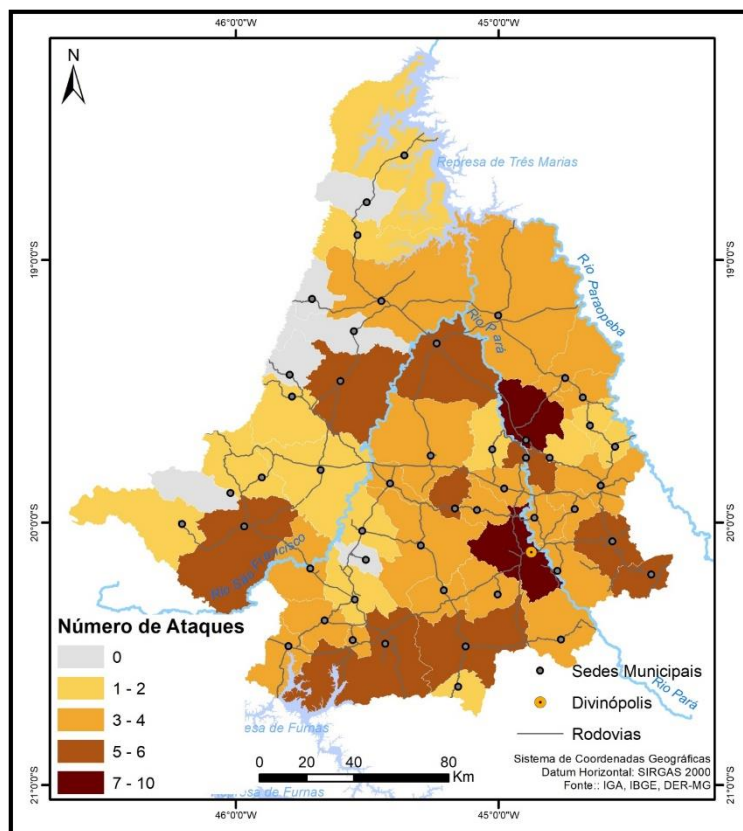 46°0'0"W
45°0'0"W
N
Represa de Três Marias
19°0'0"S
19°0'0"S
Rio Paraopeba
Rio Pará
20°0'0"S
20°0'0"S
Rio São Francisco
Número de Ataques
0
1 - 2
3 - 4
5 - 6
7 - 10
Sedes Municipais
Divinópolis
Rodovias
Rio Pará
esa de Furnas
0 20 40 80
Km
Sistema de Coordenadas Geográficas
Datum Horizontal: SIRGAS 2000
Fonte:: IGA, IBGE, DER-MG
21°0'0"S
21°0'0"S
esa de Furnas
46°0'0"W
45°0'0"W